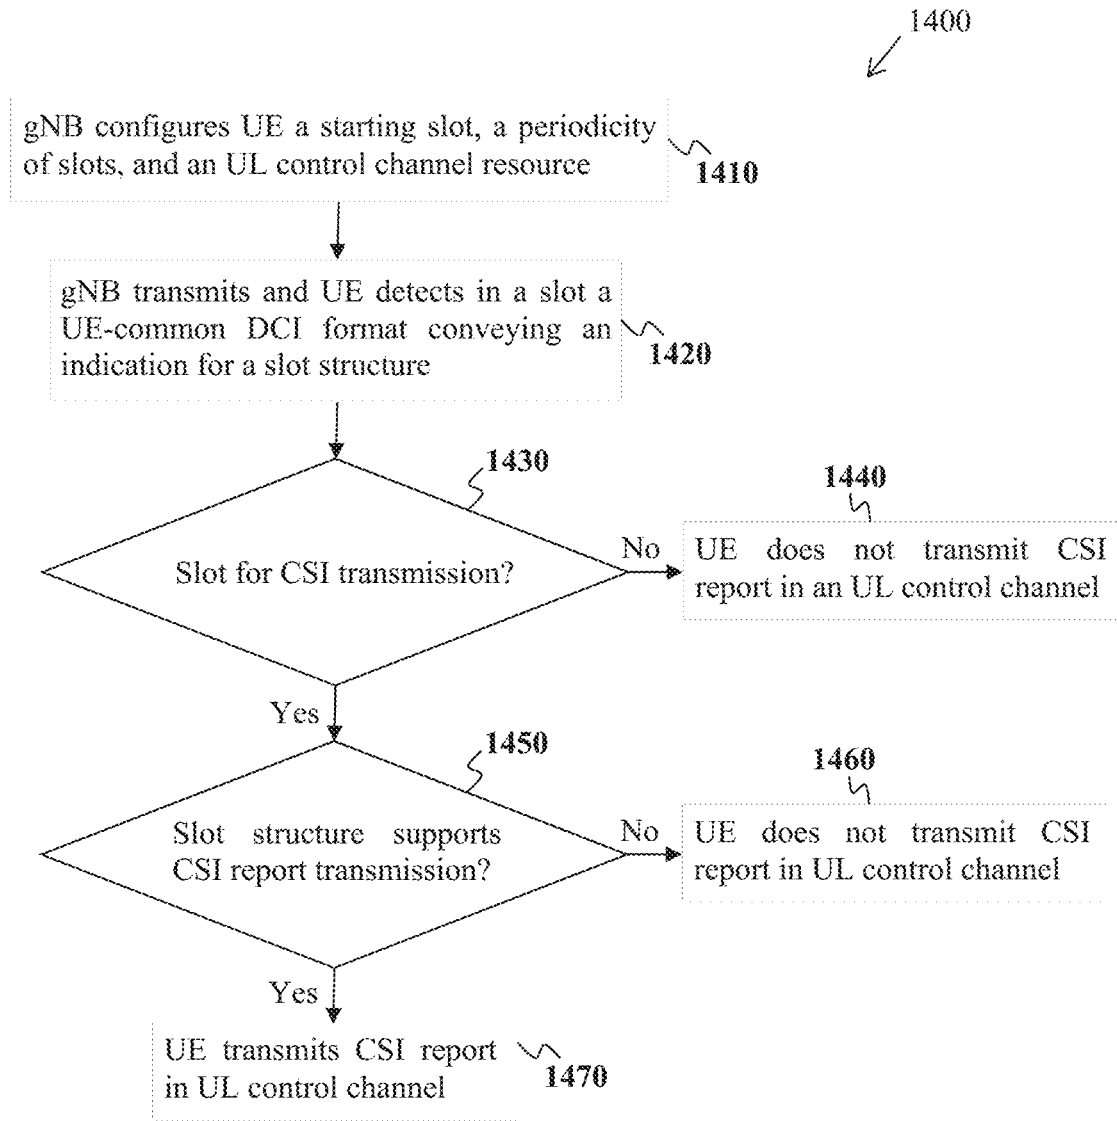 1400
gNB configures UE a starting slot, a periodicity
of slots, and an UL control channel resource
1410
gNB transmits and UE detects in a slot a
UE-common DCI format conveying an
indication for a slot structure
1420
1430
Slot for CSI transmission?
No
1440
UE does not transmit CSI
report in an UL control channel
Yes
1450
Slot structure supports
CSI report transmission?
No
1460
UE does not transmit CSI
report in UL control channel
Yes
UE transmits CSI report
in UL control channel
1470